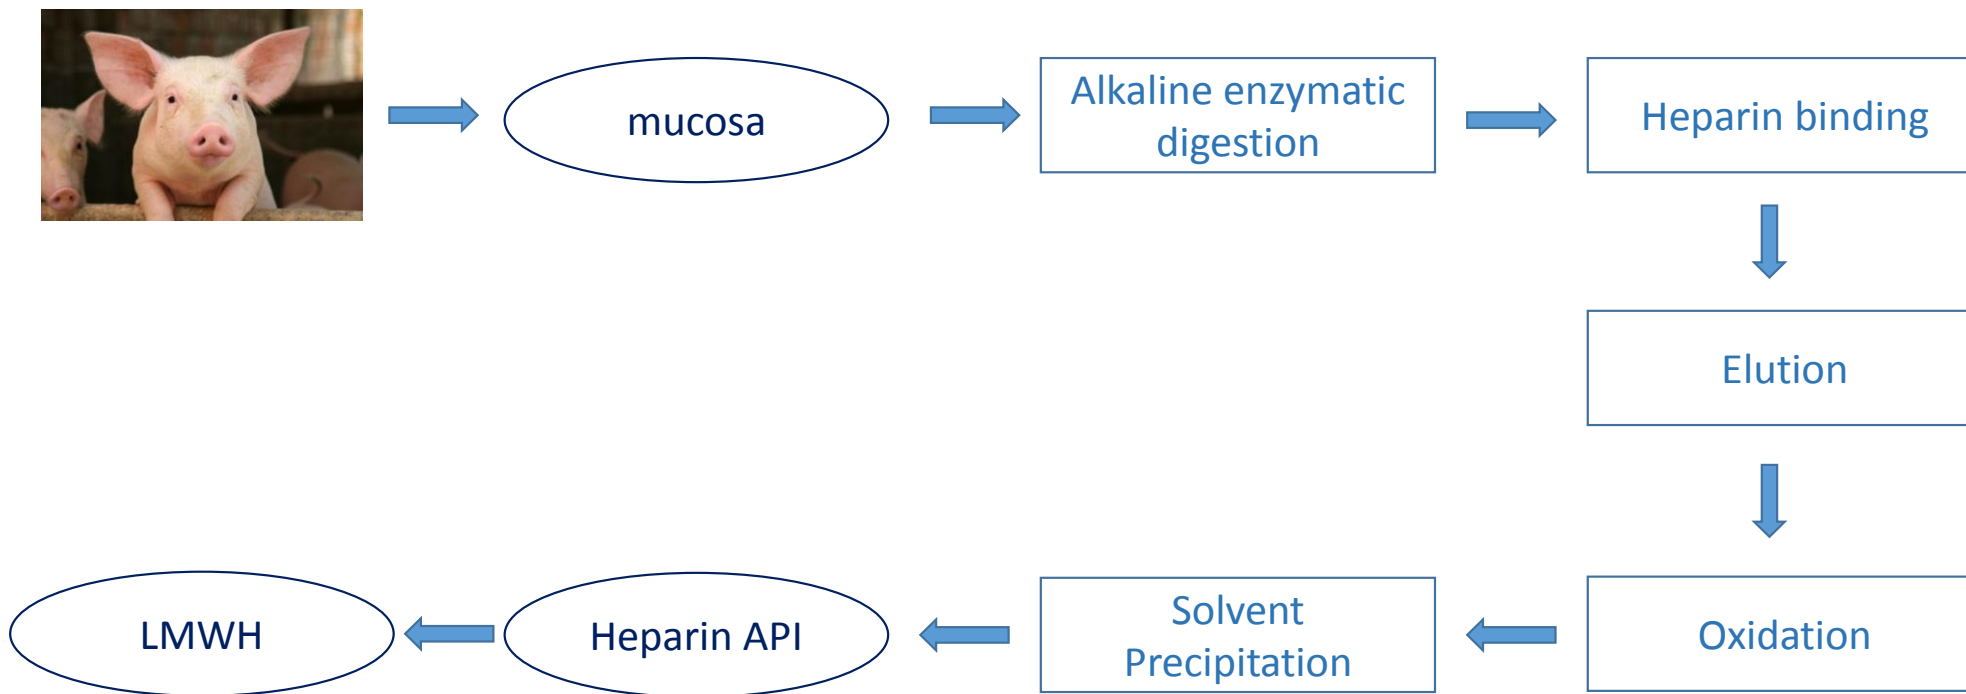 mucosa
Alkaline enzymatic
digestion
Heparin binding
Elution
Oxidation
Solvent
Precipitation
Heparin API
LMWH